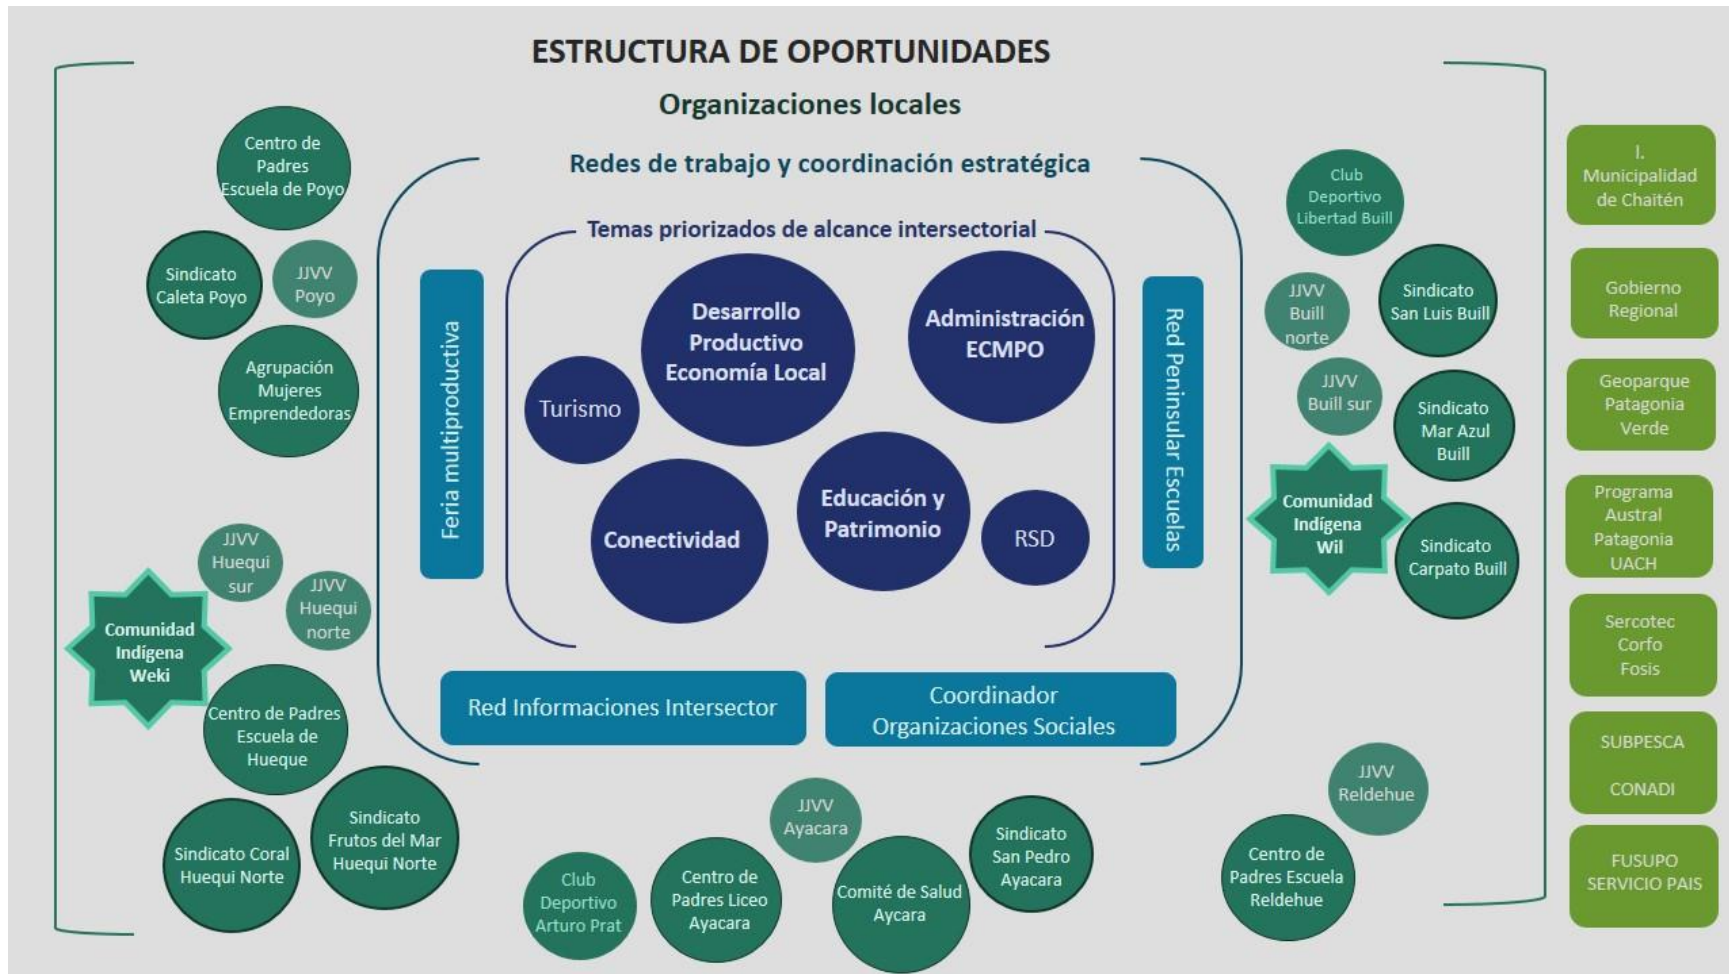 ESTRUCTURA DE OPORTUNIDADES
Organizaciones locales
Redes de trabajo y coordinación estratégica
Temas priorizados de alcance intersectorial
Centro de
Padres
Escuela de Poyo
Sindicato
Caleta Poyo
JJVV
Poyo
Agrupación
Mujeres
Emprendedoras
JJVV
Huequi
sur
JJVV
Huequi
norte
Comunidad
Indígena
Weki
Centro de Padres
Escuela de
Hueque
Sindicato Coral
Huequi Norte
Sindicato
Frutos del Mar
Huequi Norte
Feria multiproductiva
Desarrollo
Productivo
Economía Local
Administración
ECMPO
Turismo
Conectividad
Educación y
Patrimonio
RSD
Red Peninsular Escuelas
Red Informaciones Intersector
Coordinador
Organizaciones Sociales
Club
Deportivo
Arturo Prat
Centro de
Padres Liceo
Ayacara
JJVV
Ayacara
Comité de Salud
Aycara
Sindicato
San Pedro
Ayacara
Club
Deportivo
Libertad Buill
JJVV
Buill
norte
Sindicato
San Luis Buill
JJVV
Buill sur
Sindicato
Mar Azul
Buill
Comunidad
Indígena
Wil
Sindicato
Carpato Buill
JJVV
Reldehue
Centro de
Padres Escuela
Reldehue
I.
Municipalidad
de Chaitén
Gobierno
Regional
Geoparque
Patagonia
Verde
Programa
Austral
Patagonia
UACH
Sercotec
Corfo
Fosis
SUBPESCA
CONADI
FUSUPO
SERVICIO PAIS